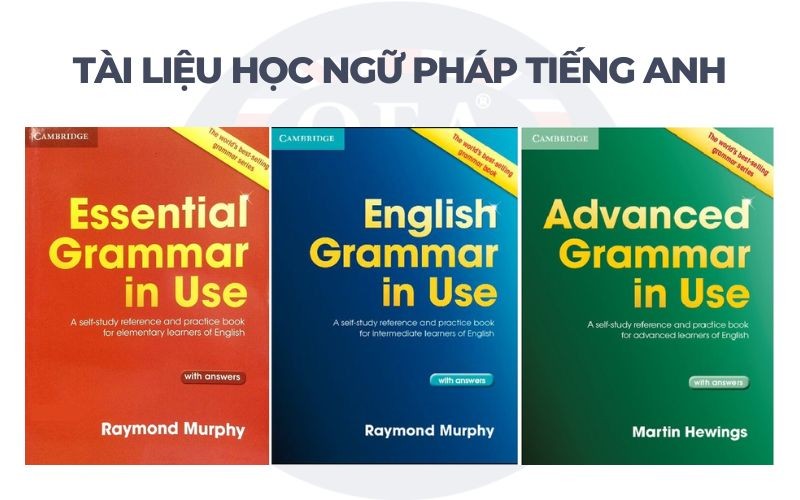 TÀI LIỆU HỌC NGỮ PHÁP TIẾNG ANH
OEA®
CAMBRIDGE
The world's best-selling
grammar series
Essential
Grammar
in Use
A self-study reference and practice book
for elementary learners of English
with answers
Raymond Murphy
CAMBRIDGE
The world's best-selling
grammar book
English
Grammar
in Use
A self-study reference and practice book
for intermediate learners of English
with answers
Raymond Murphy
CAMBRIDGE
The world's best-selling
grammar series
Advanced
Grammar
in Use
A self-study reference and practice book
for advanced learners of English
with answers
Martin Hewings